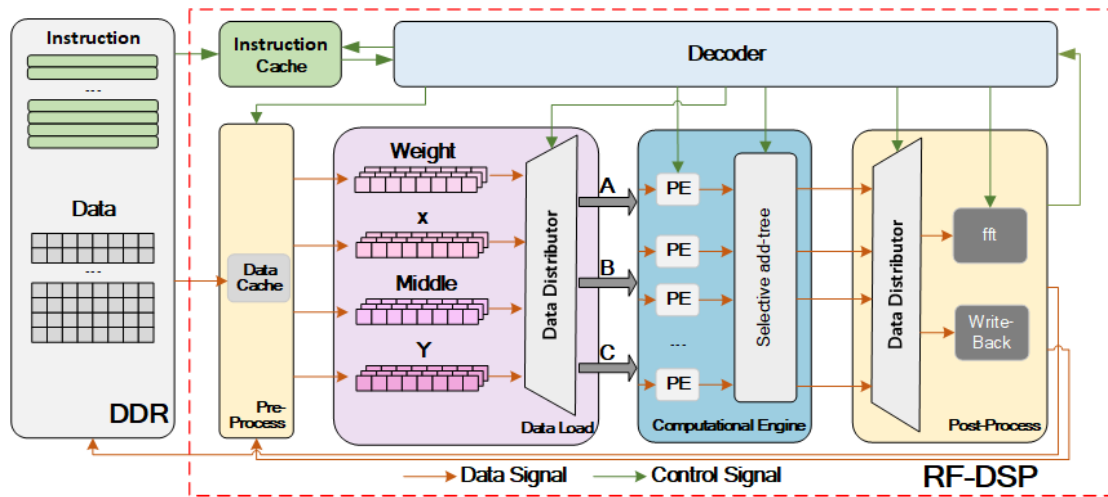 Instruction
...
Data
...
DDR
Instruction
Cache
Decoder
Data
Cache
Pre-
Process
Weight
x
Middle
Y
Data Distributor
Data Load
A
B
C
PE
PE
PE
...
PE
Selective add-tree
Computational Engine
Data Distributor
fft
Write-
Back
Post-Process
Data Signal
Control Signal
RF-DSP